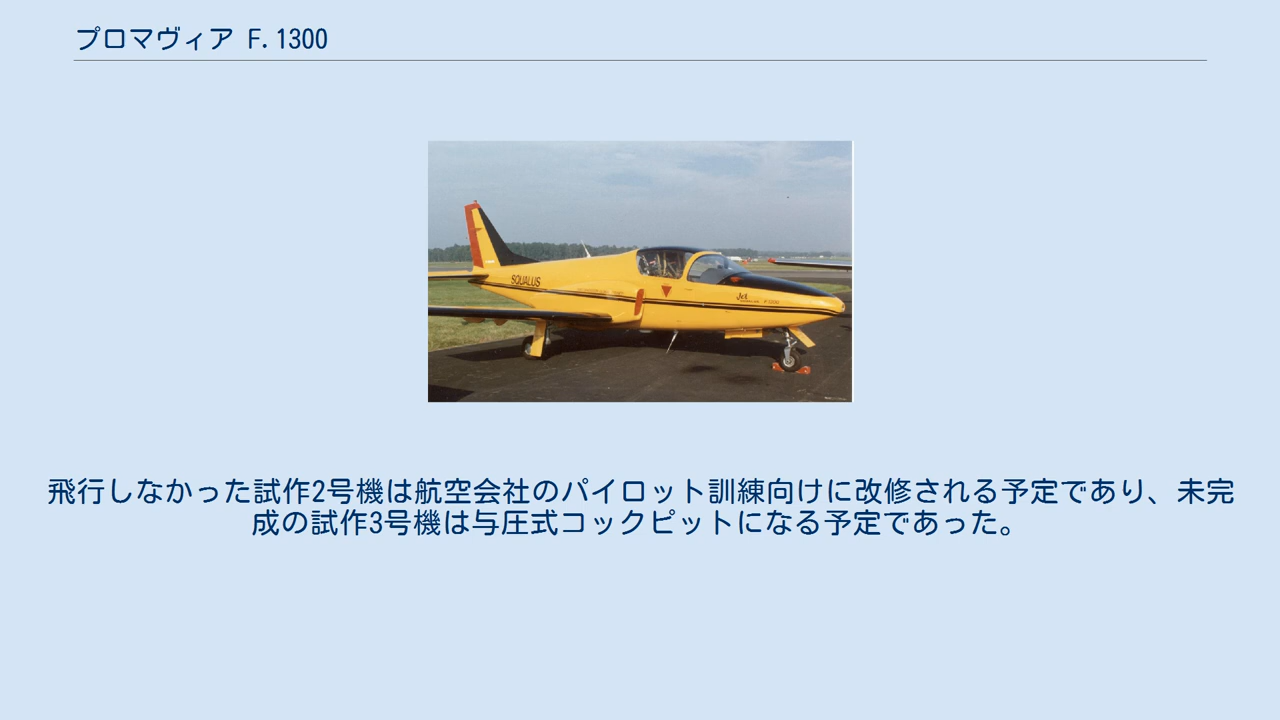 プロマヴィア F.1300
SQUALUS
Jet
飛行しなかった試作2号機は航空会社のパイロット訓練向けに改修される予定であり、未完
成の試作3号機は与圧式コックピットになる予定であった。